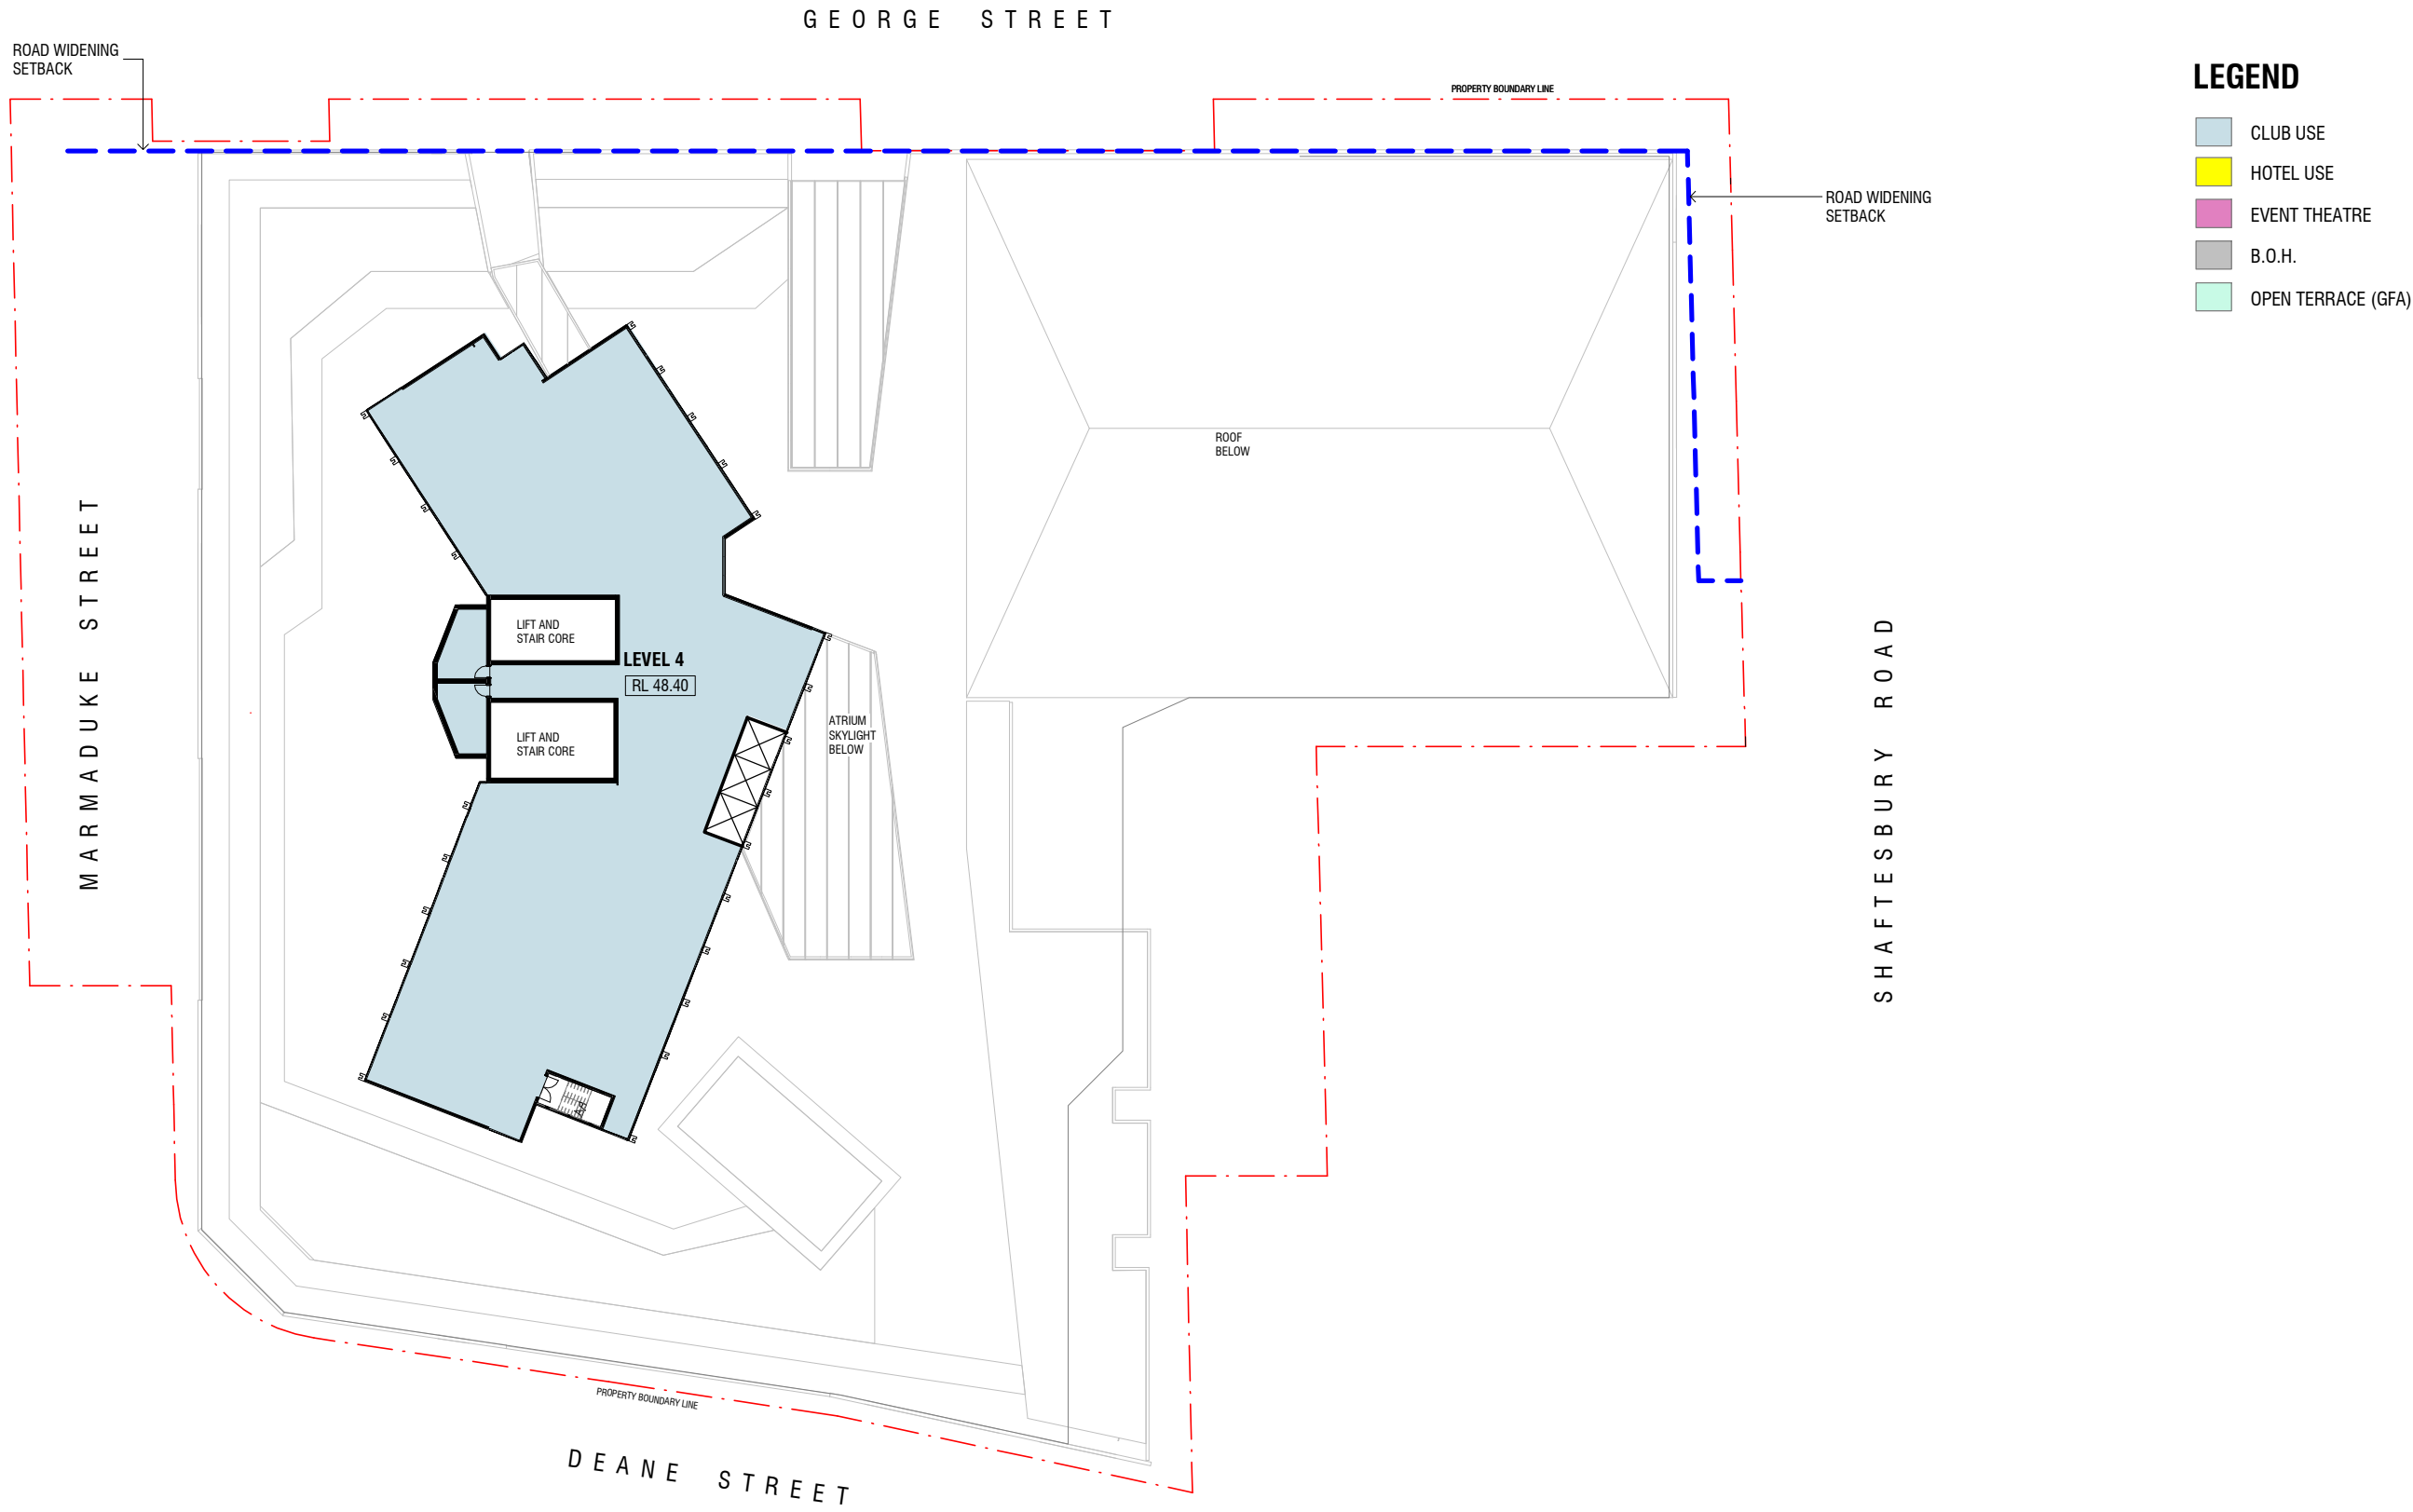 GEORGE STREET
ROAD WIDENING
SETBACK
PROPERTY BOUNDARY LINE
LEGEND
CLUB USE
HOTEL USE
EVENT THEATRE
B.O.H.
OPEN TERRACE (GFA)
ROAD WIDENING
SETBACK
ROOF
BELOW
MARMADUKE STREET
LIFT AND
STAIR CORE
LEVEL 4
RL 48.40
LIFT AND
STAIR CORE
ATRIUM
SKYLIGHT
BELOW
SHAFTESBURY ROAD
PROPERTY BOUNDARY LINE
DEANE STREET